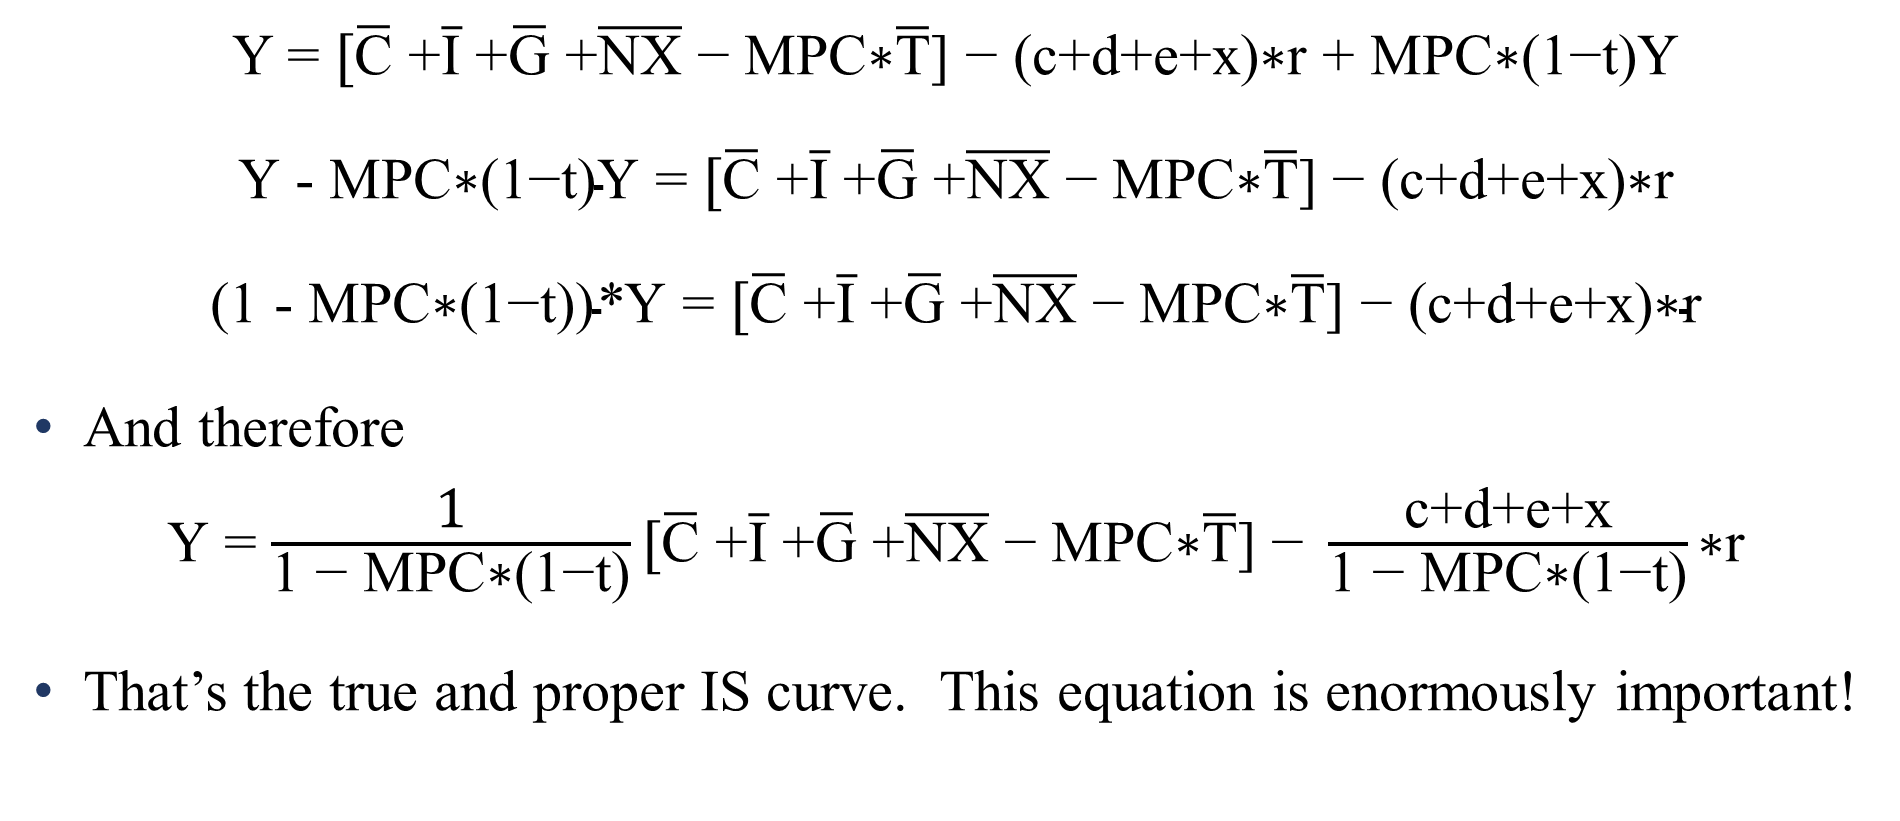 Y = [C̅ +I̅ +G̅ +N̅X̅ − MPC∗T̅] − (c+d+e+x)∗r + MPC∗(1−t)Y
Y - MPC∗(1−t)-Y = [C̅ +I̅ +G̅ +N̅X̅ − MPC∗T̅] − (c+d+e+x)∗r
(1 - MPC∗(1−t))-*Y = [C̅ +I̅ +G̅ +N̅X̅ − MPC∗T̅] − (c+d+e+x)∗-r
• And therefore
Y = 1 / (1 − MPC∗(1−t)) [C̅ +I̅ +G̅ +N̅X̅ − MPC∗T̅] − (c+d+e+x) / (1 − MPC∗(1−t)) ∗r
• That’s the true and proper IS curve. This equation is enormously important!